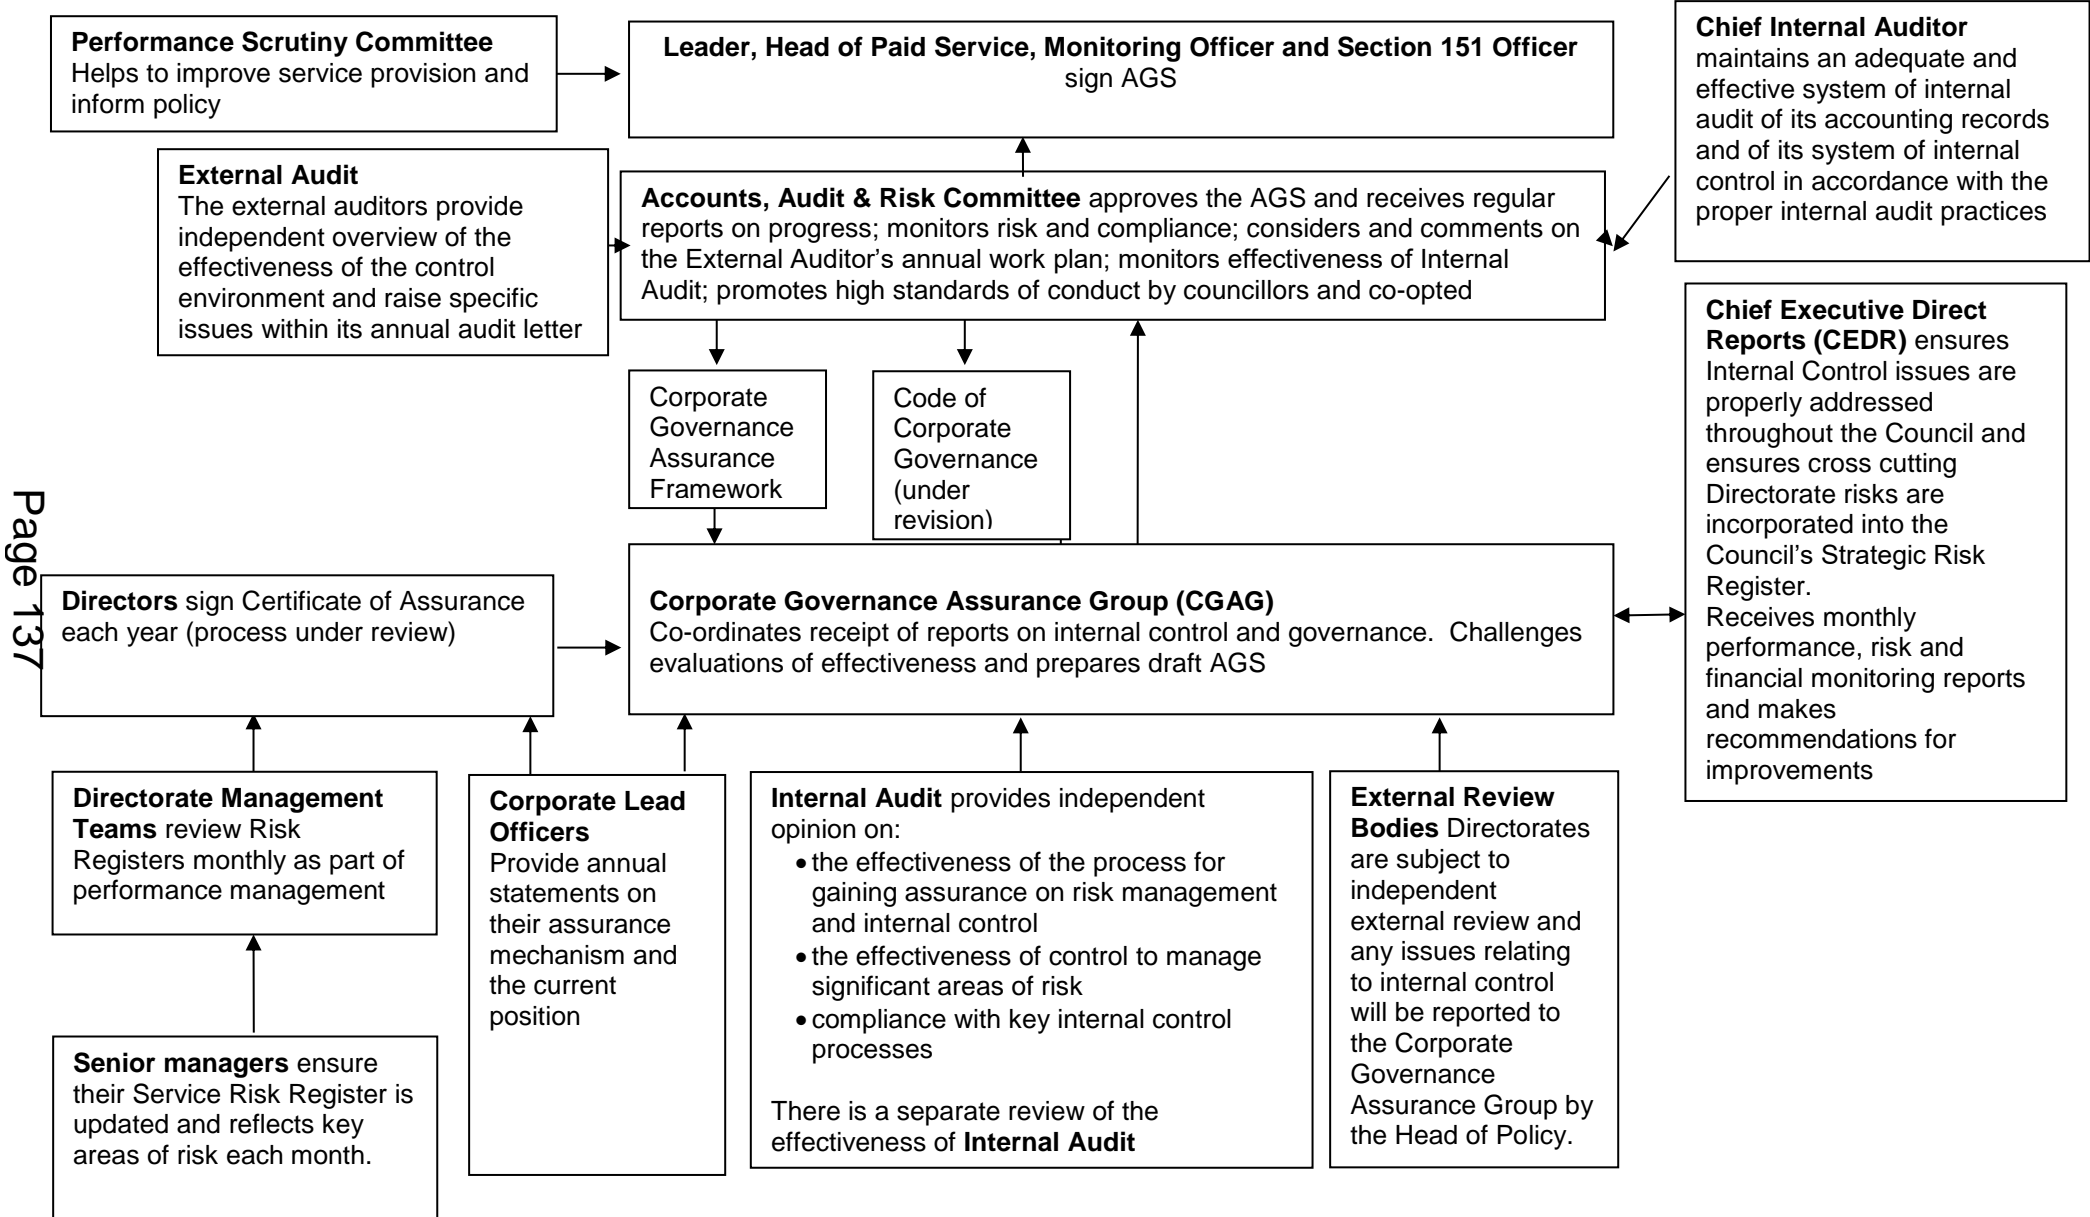 Performance Scrutiny Committee
Helps to improve service provision and
inform policy
Leader, Head of Paid Service, Monitoring Officer and Section 151 Officer
sign AGS
Chief Internal Auditor
maintains an adequate and
effective system of internal
audit of its accounting records
and of its system of internal
control in accordance with the
proper internal audit practices
External Audit
The external auditors provide
independent overview of the
effectiveness of the control
environment and raise specific
issues within its annual audit letter
Accounts, Audit & Risk Committee approves the AGS and receives regular
reports on progress; monitors risk and compliance; considers and comments on
the External Auditor’s annual work plan; monitors effectiveness of Internal
Audit; promotes high standards of conduct by councillors and co-opted
Chief Executive Direct
Reports (CEDR) ensures
Internal Control issues are
properly addressed
throughout the Council and
ensures cross cutting
Directorate risks are
incorporated into the
Council’s Strategic Risk
Register.
Receives monthly
performance, risk and
financial monitoring reports
and makes
recommendations for
improvements
Corporate
Governance
Assurance
Framework
Code of
Corporate
Governance
(under
revision)
Page 137
Directors sign Certificate of Assurance
each year (process under review)
Corporate Governance Assurance Group (CGAG)
Co-ordinates receipt of reports on internal control and governance.  Challenges
evaluations of effectiveness and prepares draft AGS
Directorate Management
Teams review Risk
Registers monthly as part of
performance management
Corporate Lead
Officers
Provide annual
statements on
their assurance
mechanism and
the current
position
Internal Audit provides independent
opinion on:
• the effectiveness of the process for
gaining assurance on risk management
and internal control
• the effectiveness of control to manage
significant areas of risk
• compliance with key internal control
processes
There is a separate review of the
effectiveness of Internal Audit
External Review
Bodies Directorates
are subject to
independent
external review and
any issues relating
to internal control
will be reported to
the Corporate
Governance
Assurance Group by
the Head of Policy.
Senior managers ensure
their Service Risk Register is
updated and reflects key
areas of risk each month.